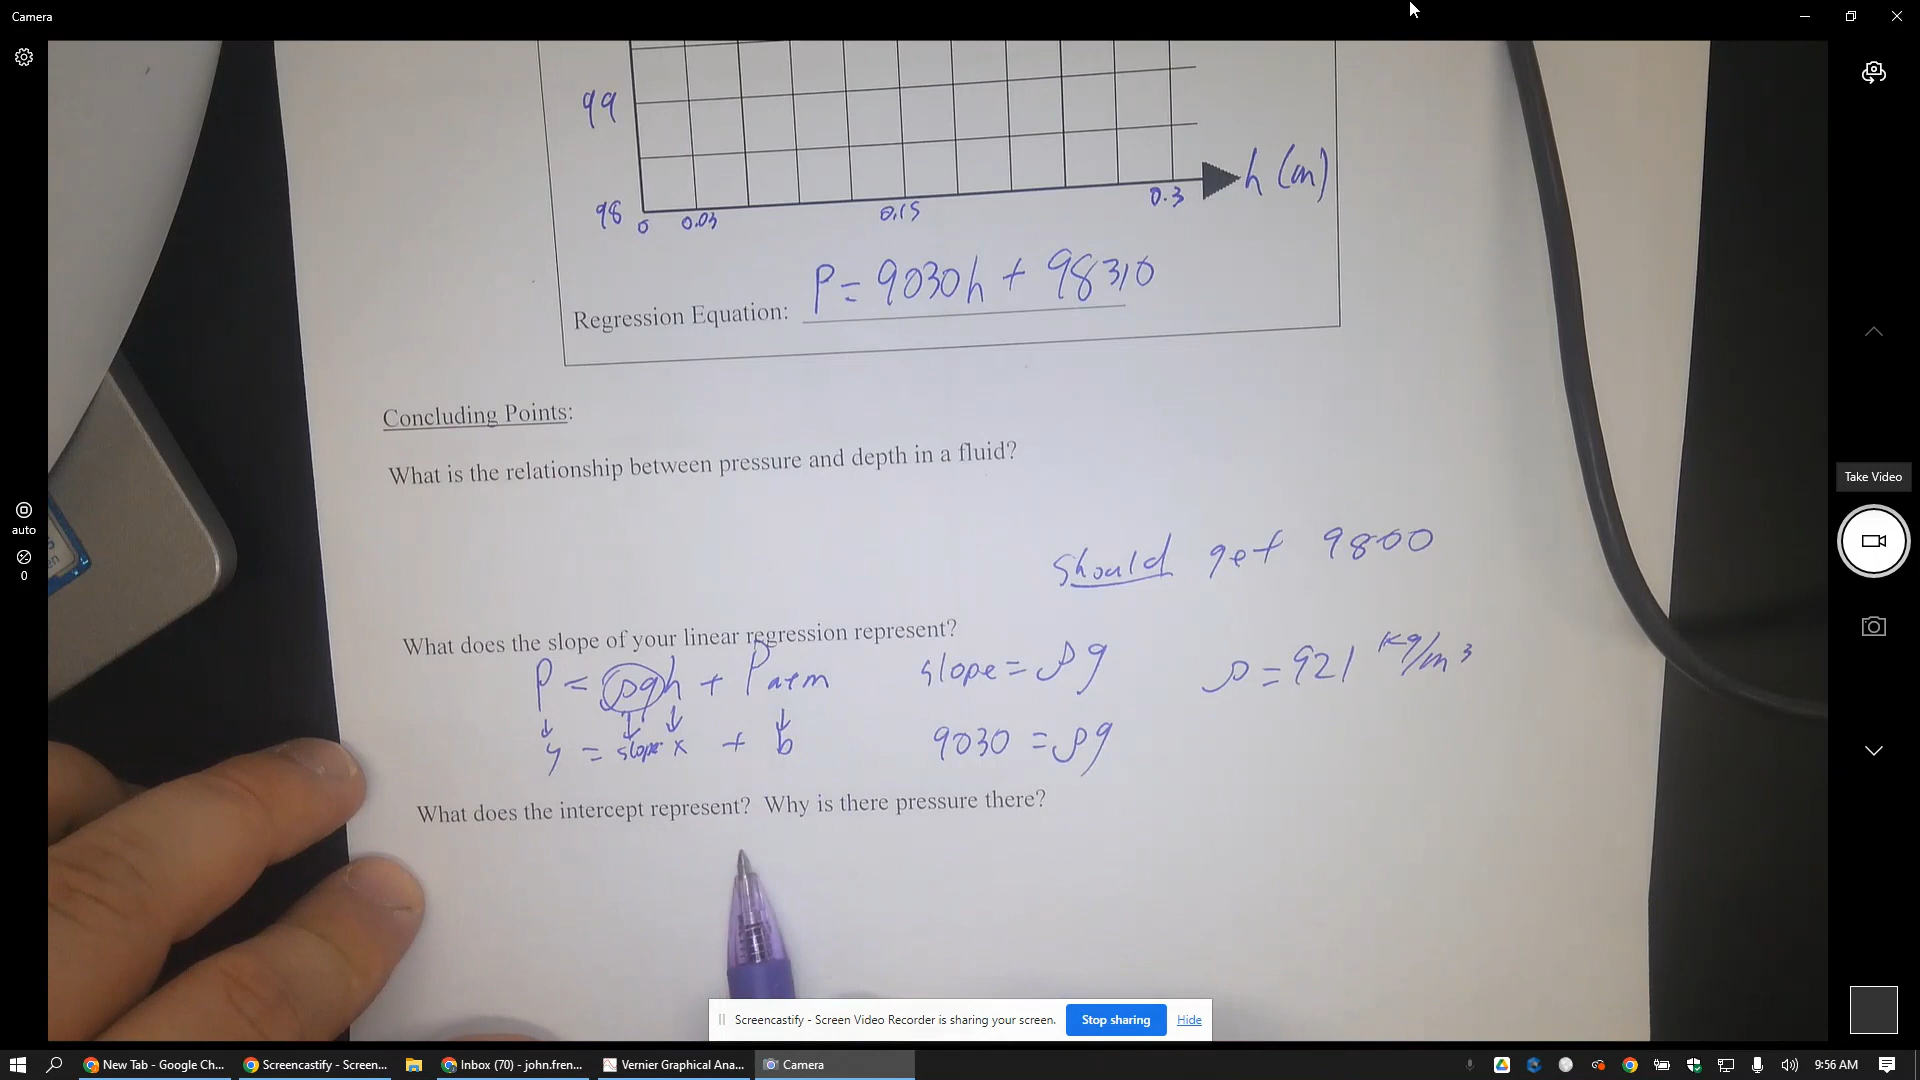 Camera
99
98
0
0.03
0.15
0.3
h (m)
P = 9030h + 98310
Regression Equation:
Concluding Points:
What is the relationship between pressure and depth in a fluid?
should get 9800
What does the slope of your linear regression represent?
P = ρgh + Patm
slope = ρg
ρ = 921 kg/m³
y = slope x + b
9030 = ρg
What does the intercept represent? Why is there pressure there?
auto
0
Take Video
Screencastify - Screen Video Recorder is sharing your screen.
Stop sharing
Hide
New Tab - Google Ch...
Screencastify - Screen...
Inbox (70) - john.fren...
Vernier Graphical Ana...
Camera
9:56 AM